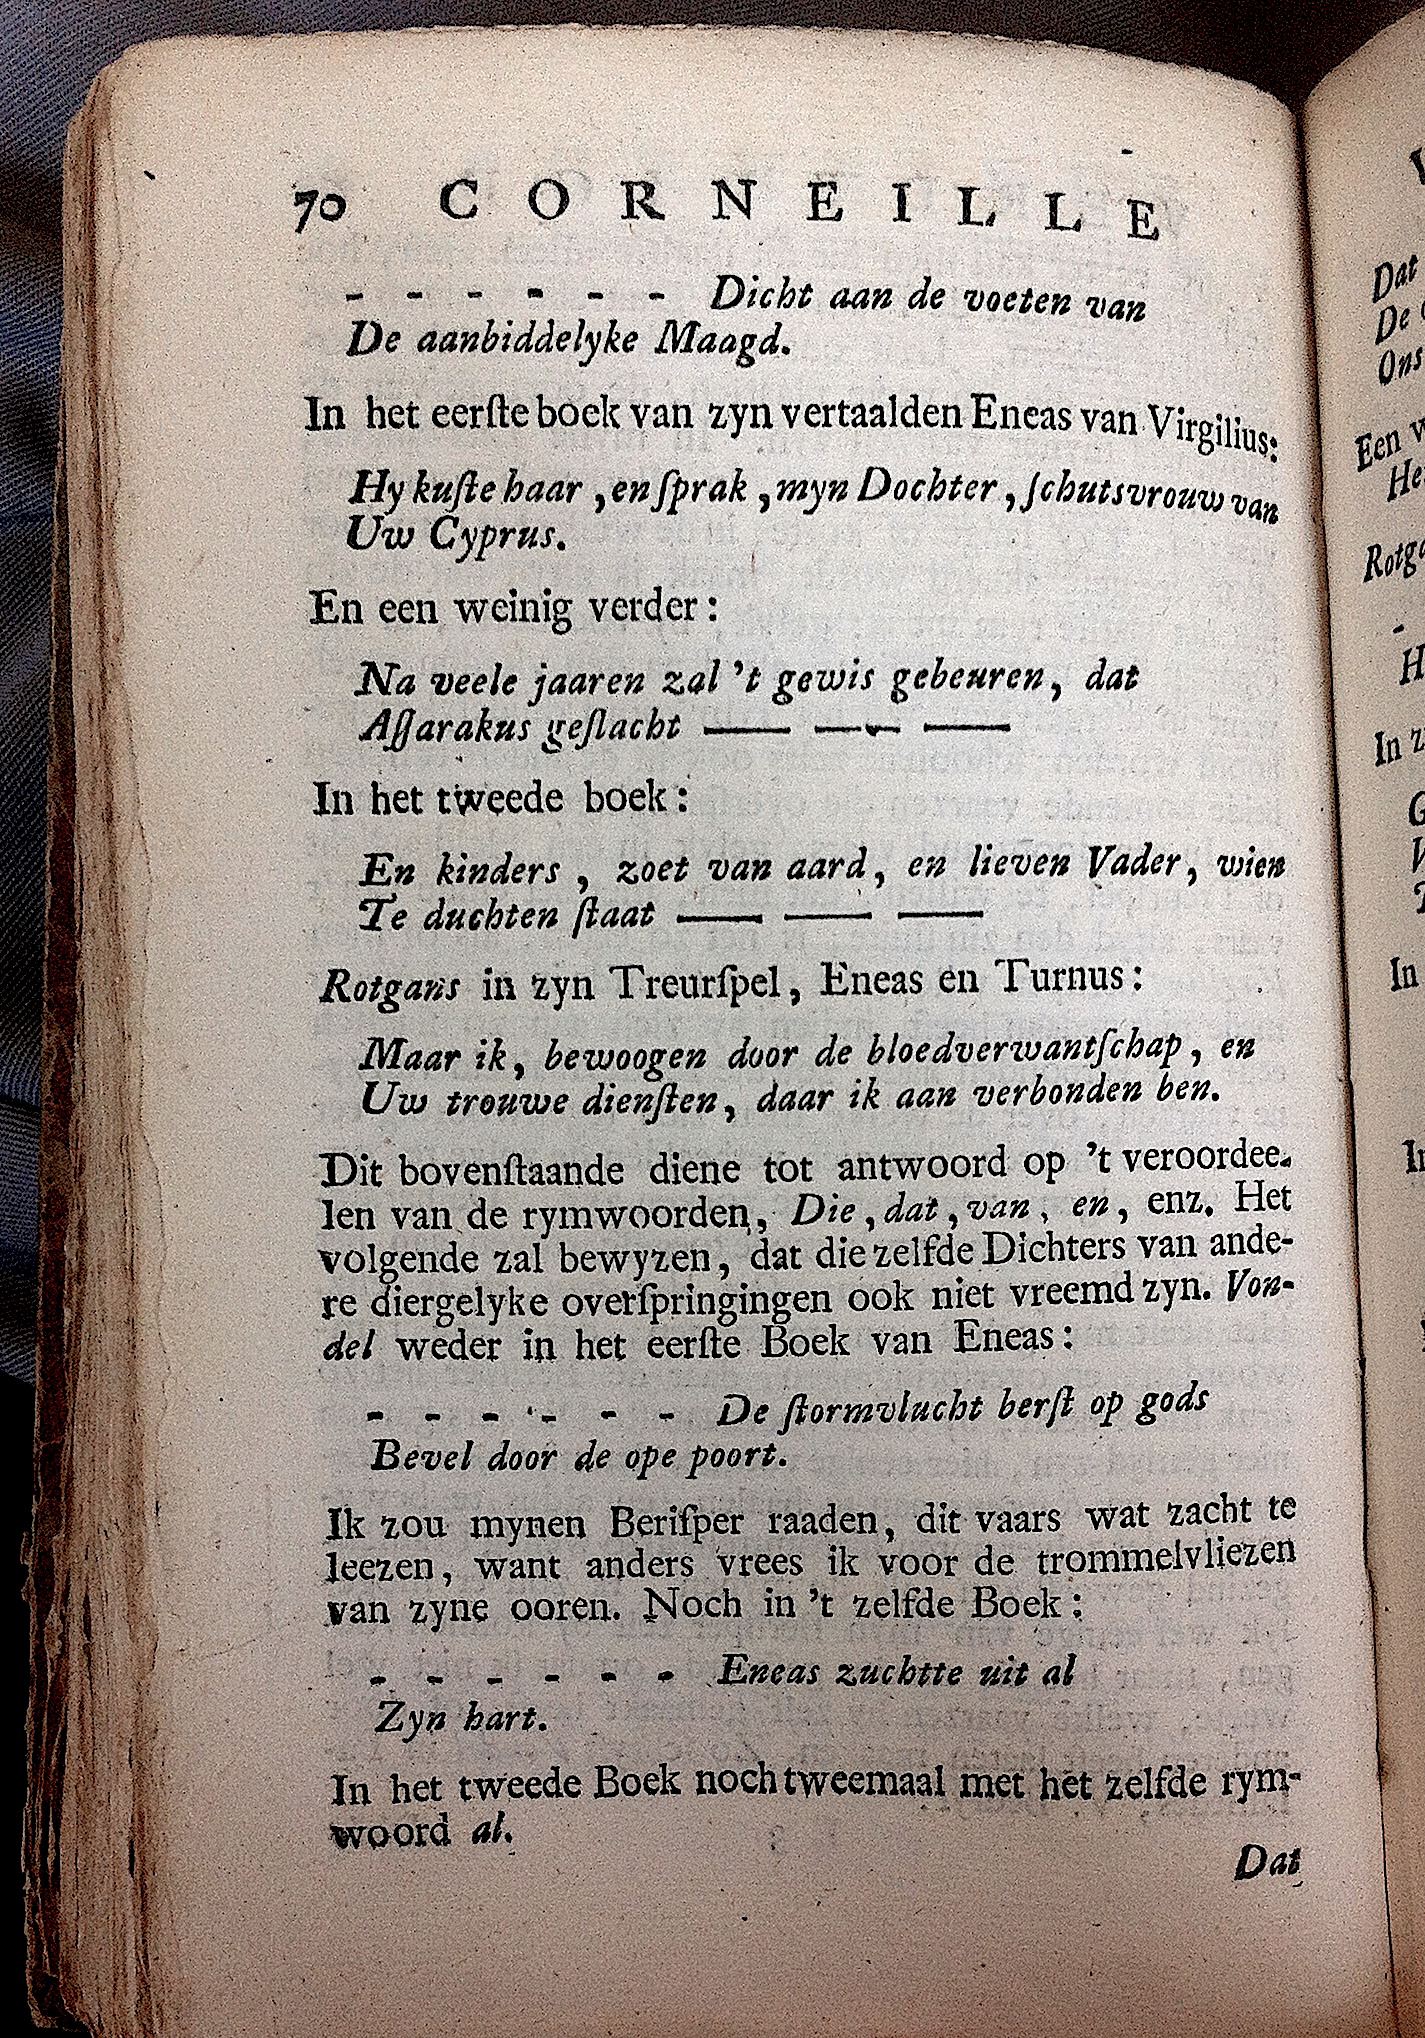 70 CORNEILLE
- - - - - - Dicht aan de voeten van
De aanbiddelyke Maagd.
In het eerſte boek van zyn vertaalden Eneas van Virgilius:
Hy kuſte haar, en ſprak, myn Dochter, ſchutsvrouw van
Uw Cyprus.
En een weinig verder:
Na veele jaaren zal 't gewis gebeuren, dat
Aſſarakus geſlacht — — —
In het tweede boek:
En kinders, zoet van aard, en lieven Vader, wien
Te duchten ſtaat — — —
Rotgans in zyn Treurſpel, Eneas en Turnus:
Maar ik, bewoogen door de bloedverwantſchap, en
Uw trouwe dienſten, daar ik aan verbonden ben.
Dit bovenſtaande diene tot antwoord op 't veroordee-
len van de rymwoorden, Die, dat, van, en, enz. Het
volgende zal bewyzen, dat die zelfde Dichters van ande-
re diergelyke overſpringingen ook niet vreemd zyn. Von-
del weder in het eerſte Boek van Eneas:
- - - - - - De ſtormvlucht berſt op gods
Bevel door de ope poort.
Ik zou mynen Beriſper raaden, dit vaars wat zacht te
leezen, want anders vrees ik voor de trommelvliezen
van zyne ooren. Noch in 't zelfde Boek:
- - - - - - Eneas zuchtte uit al
Zyn hart.
In het tweede Boek noch tweemaal met het zelfde rym-
woord al.
Dat
Dat
De
Ons
Een
Rotg
In
In